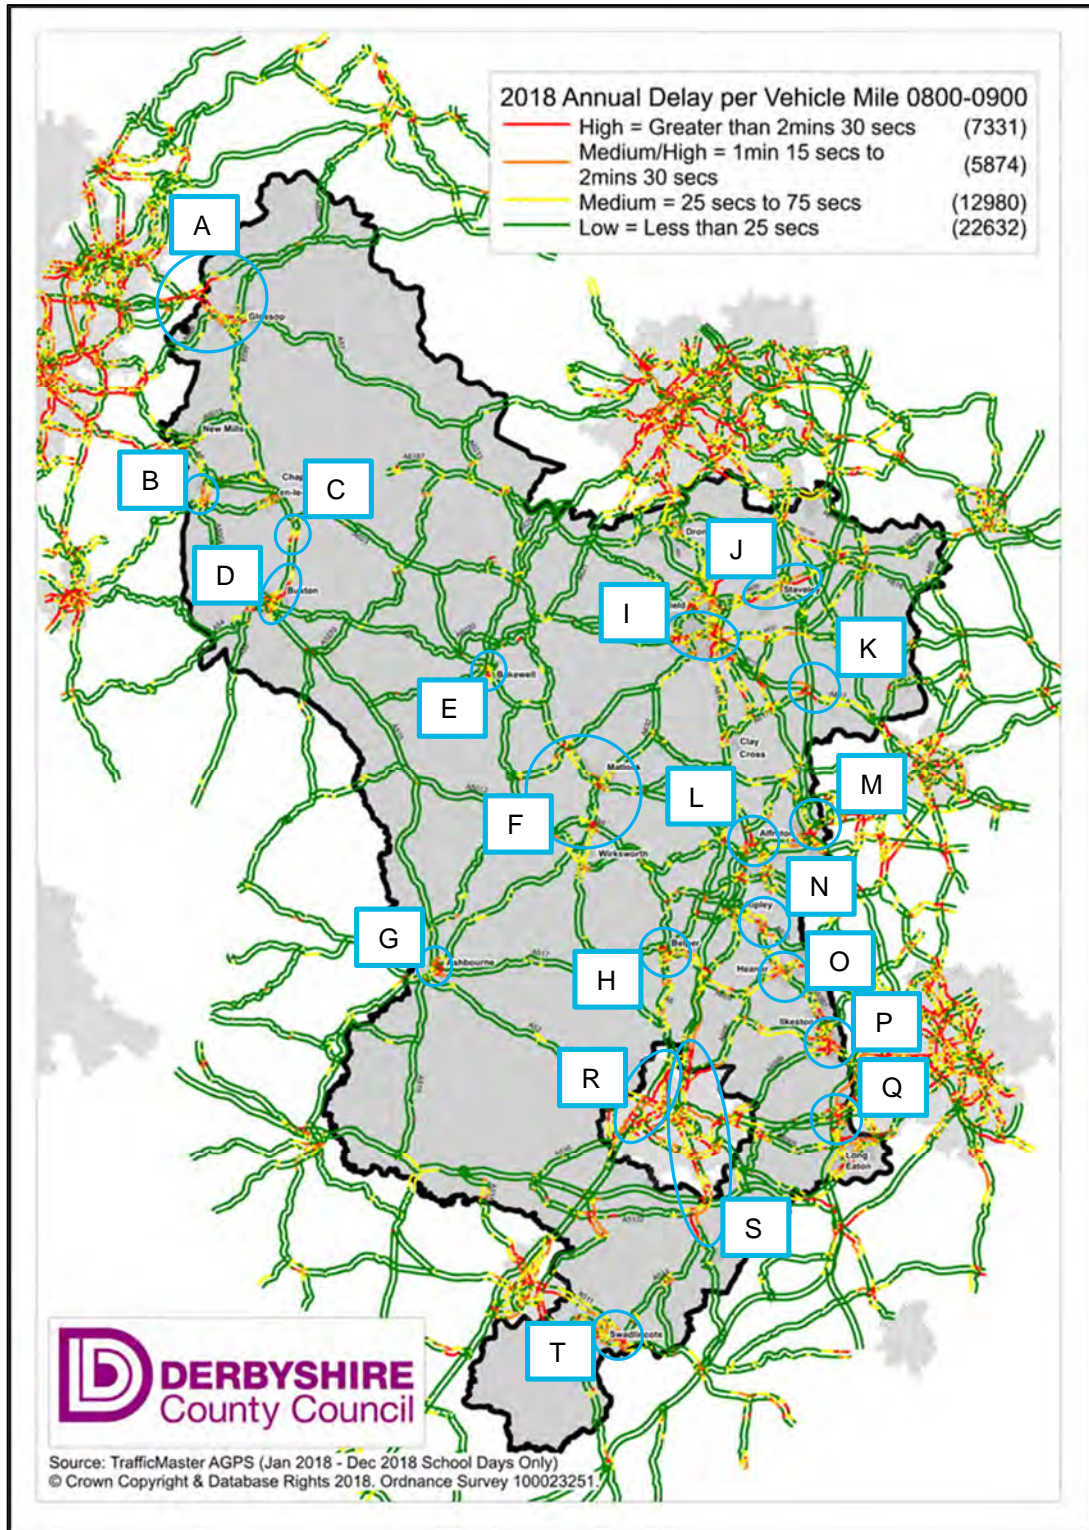 2018 Annual Delay per Vehicle Mile 0800-0900
High = Greater than 2mins 30 secs (7331)
Medium/High = 1min 15 secs to
2mins 30 secs (5874)
Medium = 25 secs to 75 secs (12980)
Low = Less than 25 secs (22632)
A
Glossop
New Mills
B
C
D
Buxton
J
Staveley
I
K
E
Bakewell
Clay
Cross
Matlock
L
M
F
Alfreton
Wirksworth
N
Ripley
G
Ashbourne
H
Belper
O
Heanor
P
Ilkeston
R
Q
Long
Eaton
S
T
Swadlincote
DERBYSHIRE
County Council
Source: TrafficMaster AGPS (Jan 2018 - Dec 2018 School Days Only)
© Crown Copyright & Database Rights 2018. Ordnance Survey 100023251.